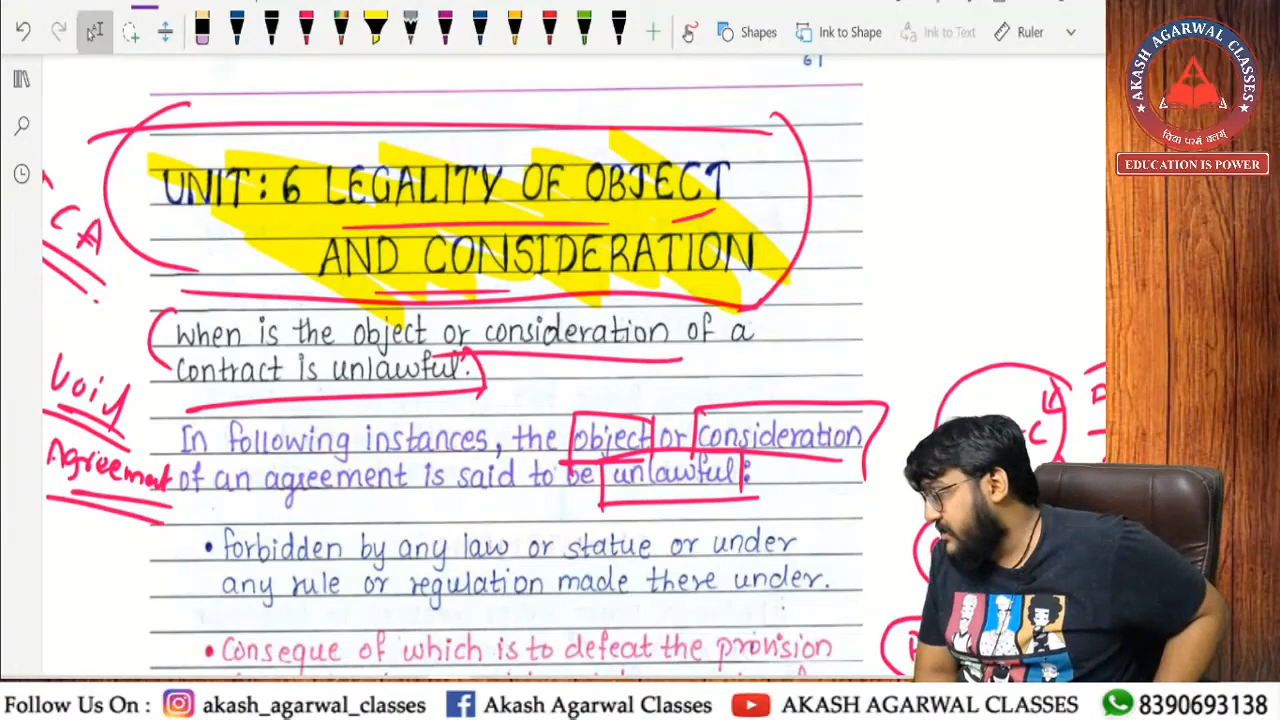 Shapes
Ink to Shape
Ink to Text
Ruler
61
AKASH AGARWAL CLASSES
विद्या परमं बलम्
EDUCATION IS POWER
UNIT: 6 LEGALITY OF OBJECT
AND CONSIDERATION
CA
When is the object or consideration of a
contract is unlawful.
Void
Agreement
In following instances, the object or consideration
of an agreement is said to be unlawful:
• forbidden by any law or statue or under
any rule or regulation made there under.
• Conseque of which is to defeat the provision
Follow Us On :
akash_agarwal_classes
Akash Agarwal Classes
AKASH AGARWAL CLASSES
8390693138